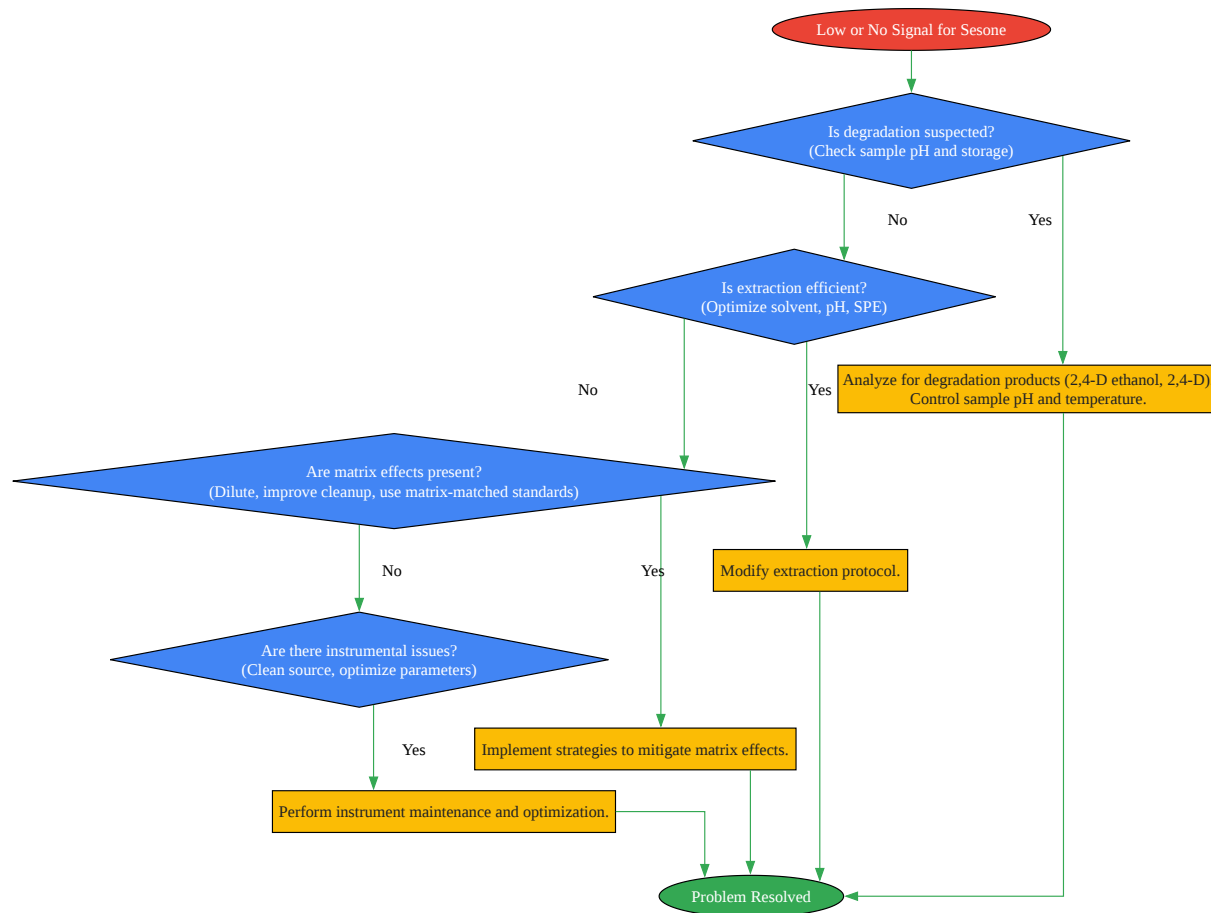 Low or No Signal for Sesone
Is degradation suspected?
(Check sample pH and storage)
No
Yes
Is extraction efficient?
(Optimize solvent, pH, SPE)
Analyze for degradation products (2,4-D ethanol, 2,4-D)
Control sample pH and temperature.
No
Yes
Are matrix effects present?
(Dilute, improve cleanup, use matrix-matched standards)
No
Yes
Modify extraction protocol.
Are there instrumental issues?
(Clean source, optimize parameters)
Yes
Implement strategies to mitigate matrix effects.
Perform instrument maintenance and optimization.
Problem Resolved